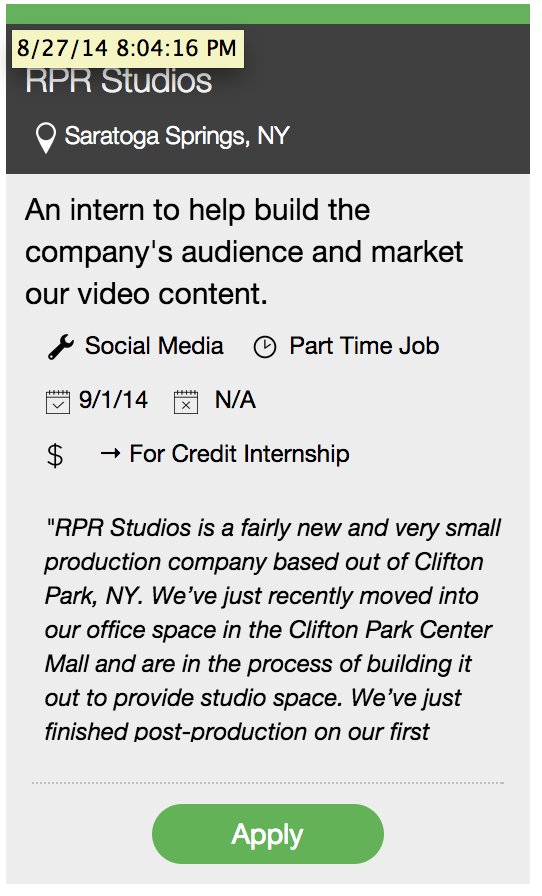 8/27/14 8:04:16 PM
RPR Studios
Saratoga Springs, NY
An intern to help build the
company's audience and market
our video content.
Social Media Part Time Job
9/1/14 N/A
$ → For Credit Internship
"RPR Studios is a fairly new and very small
production company based out of Clifton
Park, NY. We’ve just recently moved into
our office space in the Clifton Park Center
Mall and are in the process of building it
out to provide studio space. We’ve just
finished post-production on our first
Apply